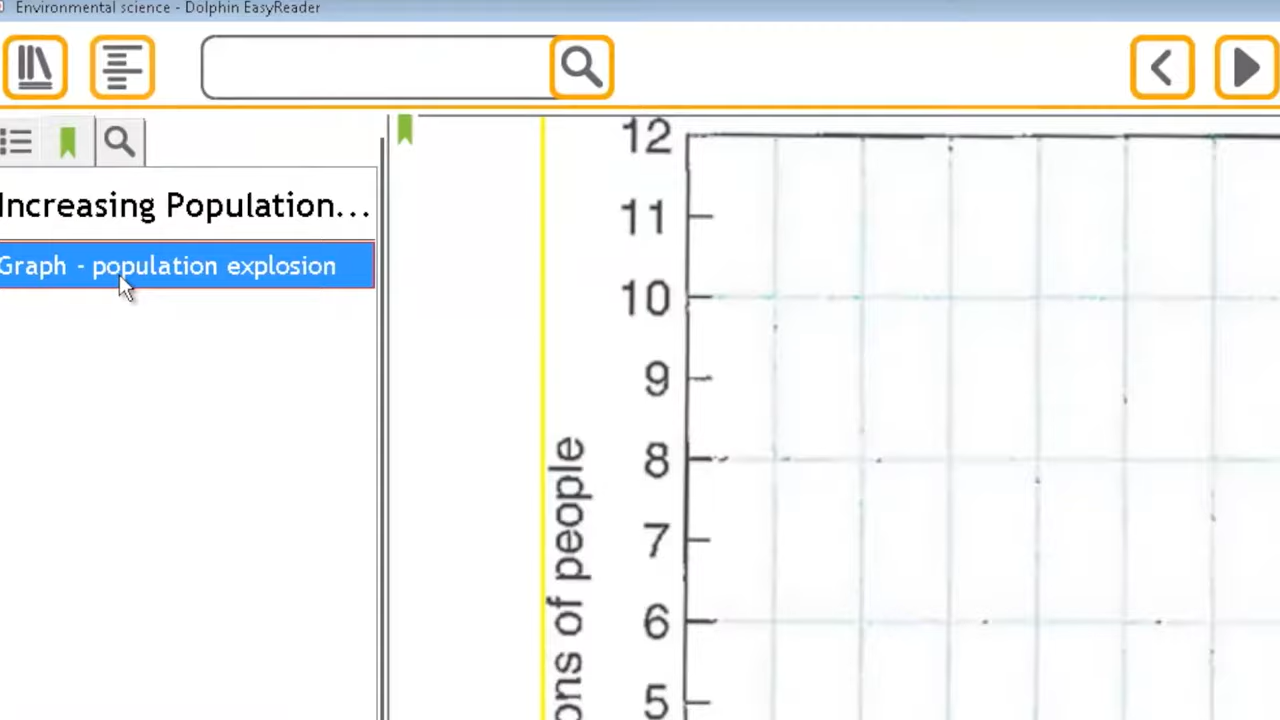 Environmental science - Dolphin EasyReader
Increasing Population...
Graph - population explosion
12
11
10
9
8
7
6
5
ons of people